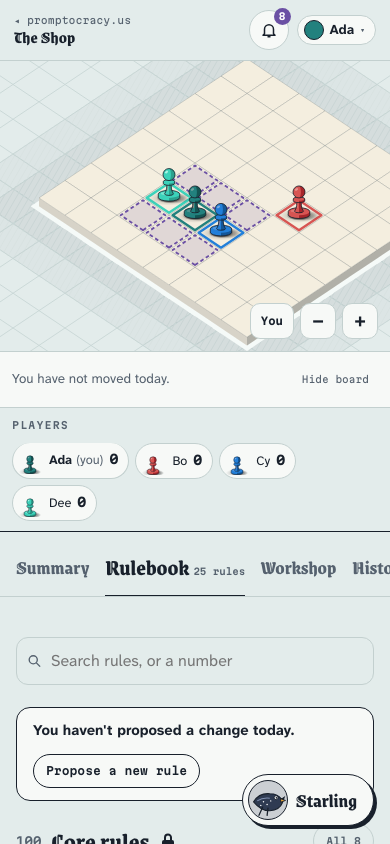 ◂ promptocracy.us
The Shop
8
Ada ▾
You
−
+
You have not moved today.
Hide board
PLAYERS
Ada (you) 0
Bo 0
Cy 0
Dee 0
Summary
Rulebook 25 rules
Workshop
Histo
Search rules, or a number
You haven't proposed a change today.
Propose a new rule
Starling
100 Core rules
All 8